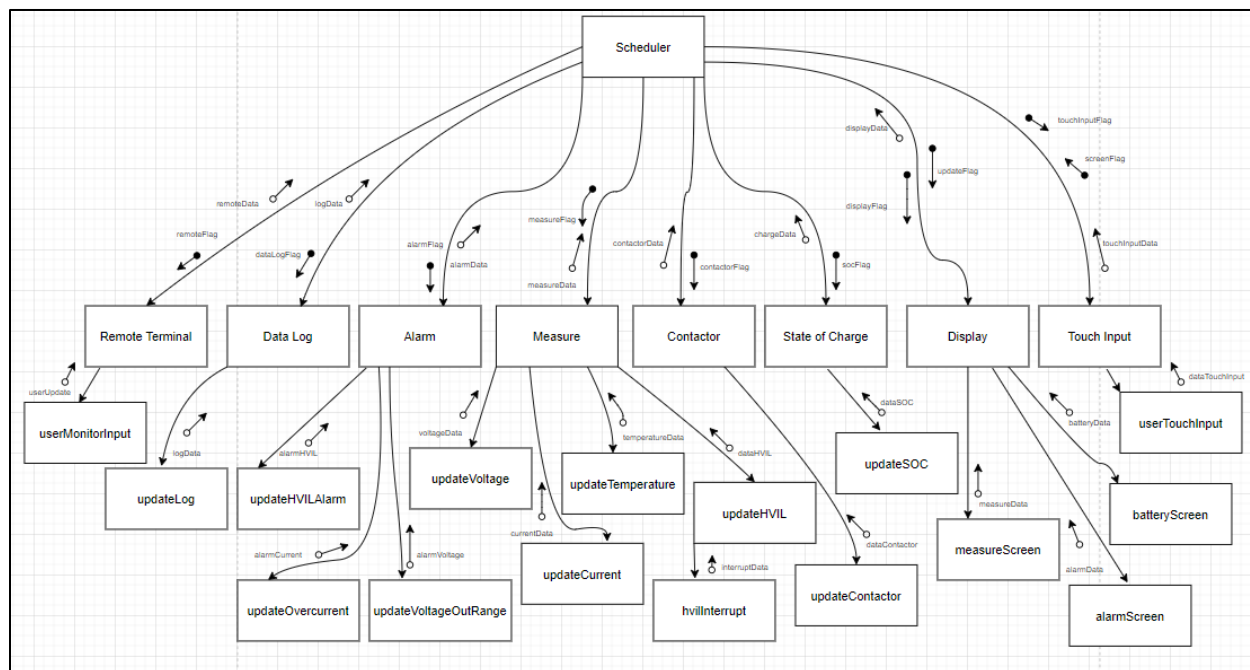 Scheduler
touchInputFlag
displayData
screenFlag
updateFlag
displayFlag
remoteData
logData
measureFlag
remoteFlag
dataLogFlag
alarmFlag
alarmData
contactorData
chargeData
touchInputData
contactorFlag
socFlag
measureData
Remote Terminal
Data Log
Alarm
Measure
Contactor
State of Charge
Display
Touch Input
userUpdate
dataTouchInput
userMonitorInput
logData
alarmHVIL
voltageData
temperatureData
dataHVIL
dataSOC
batteryData
userTouchInput
updateLog
updateHVILAlarm
updateVoltage
updateTemperature
updateSOC
updateHVIL
measureData
batteryScreen
alarmCurrent
alarmVoltage
currentData
dataContactor
measureScreen
alarmData
updateCurrent
interruptData
updateOvercurrent
updateVoltageOutRange
hvilInterrupt
updateContactor
alarmScreen